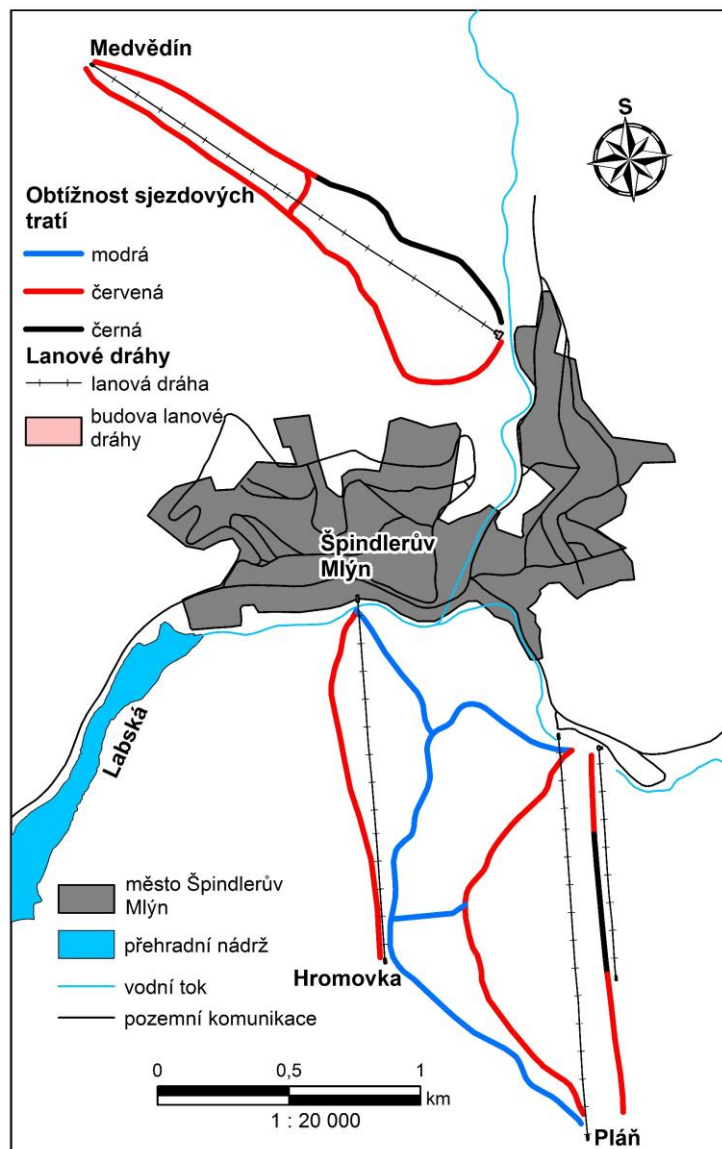 Medvědín
S
Obtížnost sjezdových
tratí
modrá
červená
černá
Lanové dráhy
lanová dráha
budova lanové
dráhy
Špindlerův
Mlýn
Labská
město Špindlerův
Mlýn
přehradní nádrž
vodní tok
pozemní komunikace
Hromovka
Pláň
0 0,5 1
km
1 : 20 000